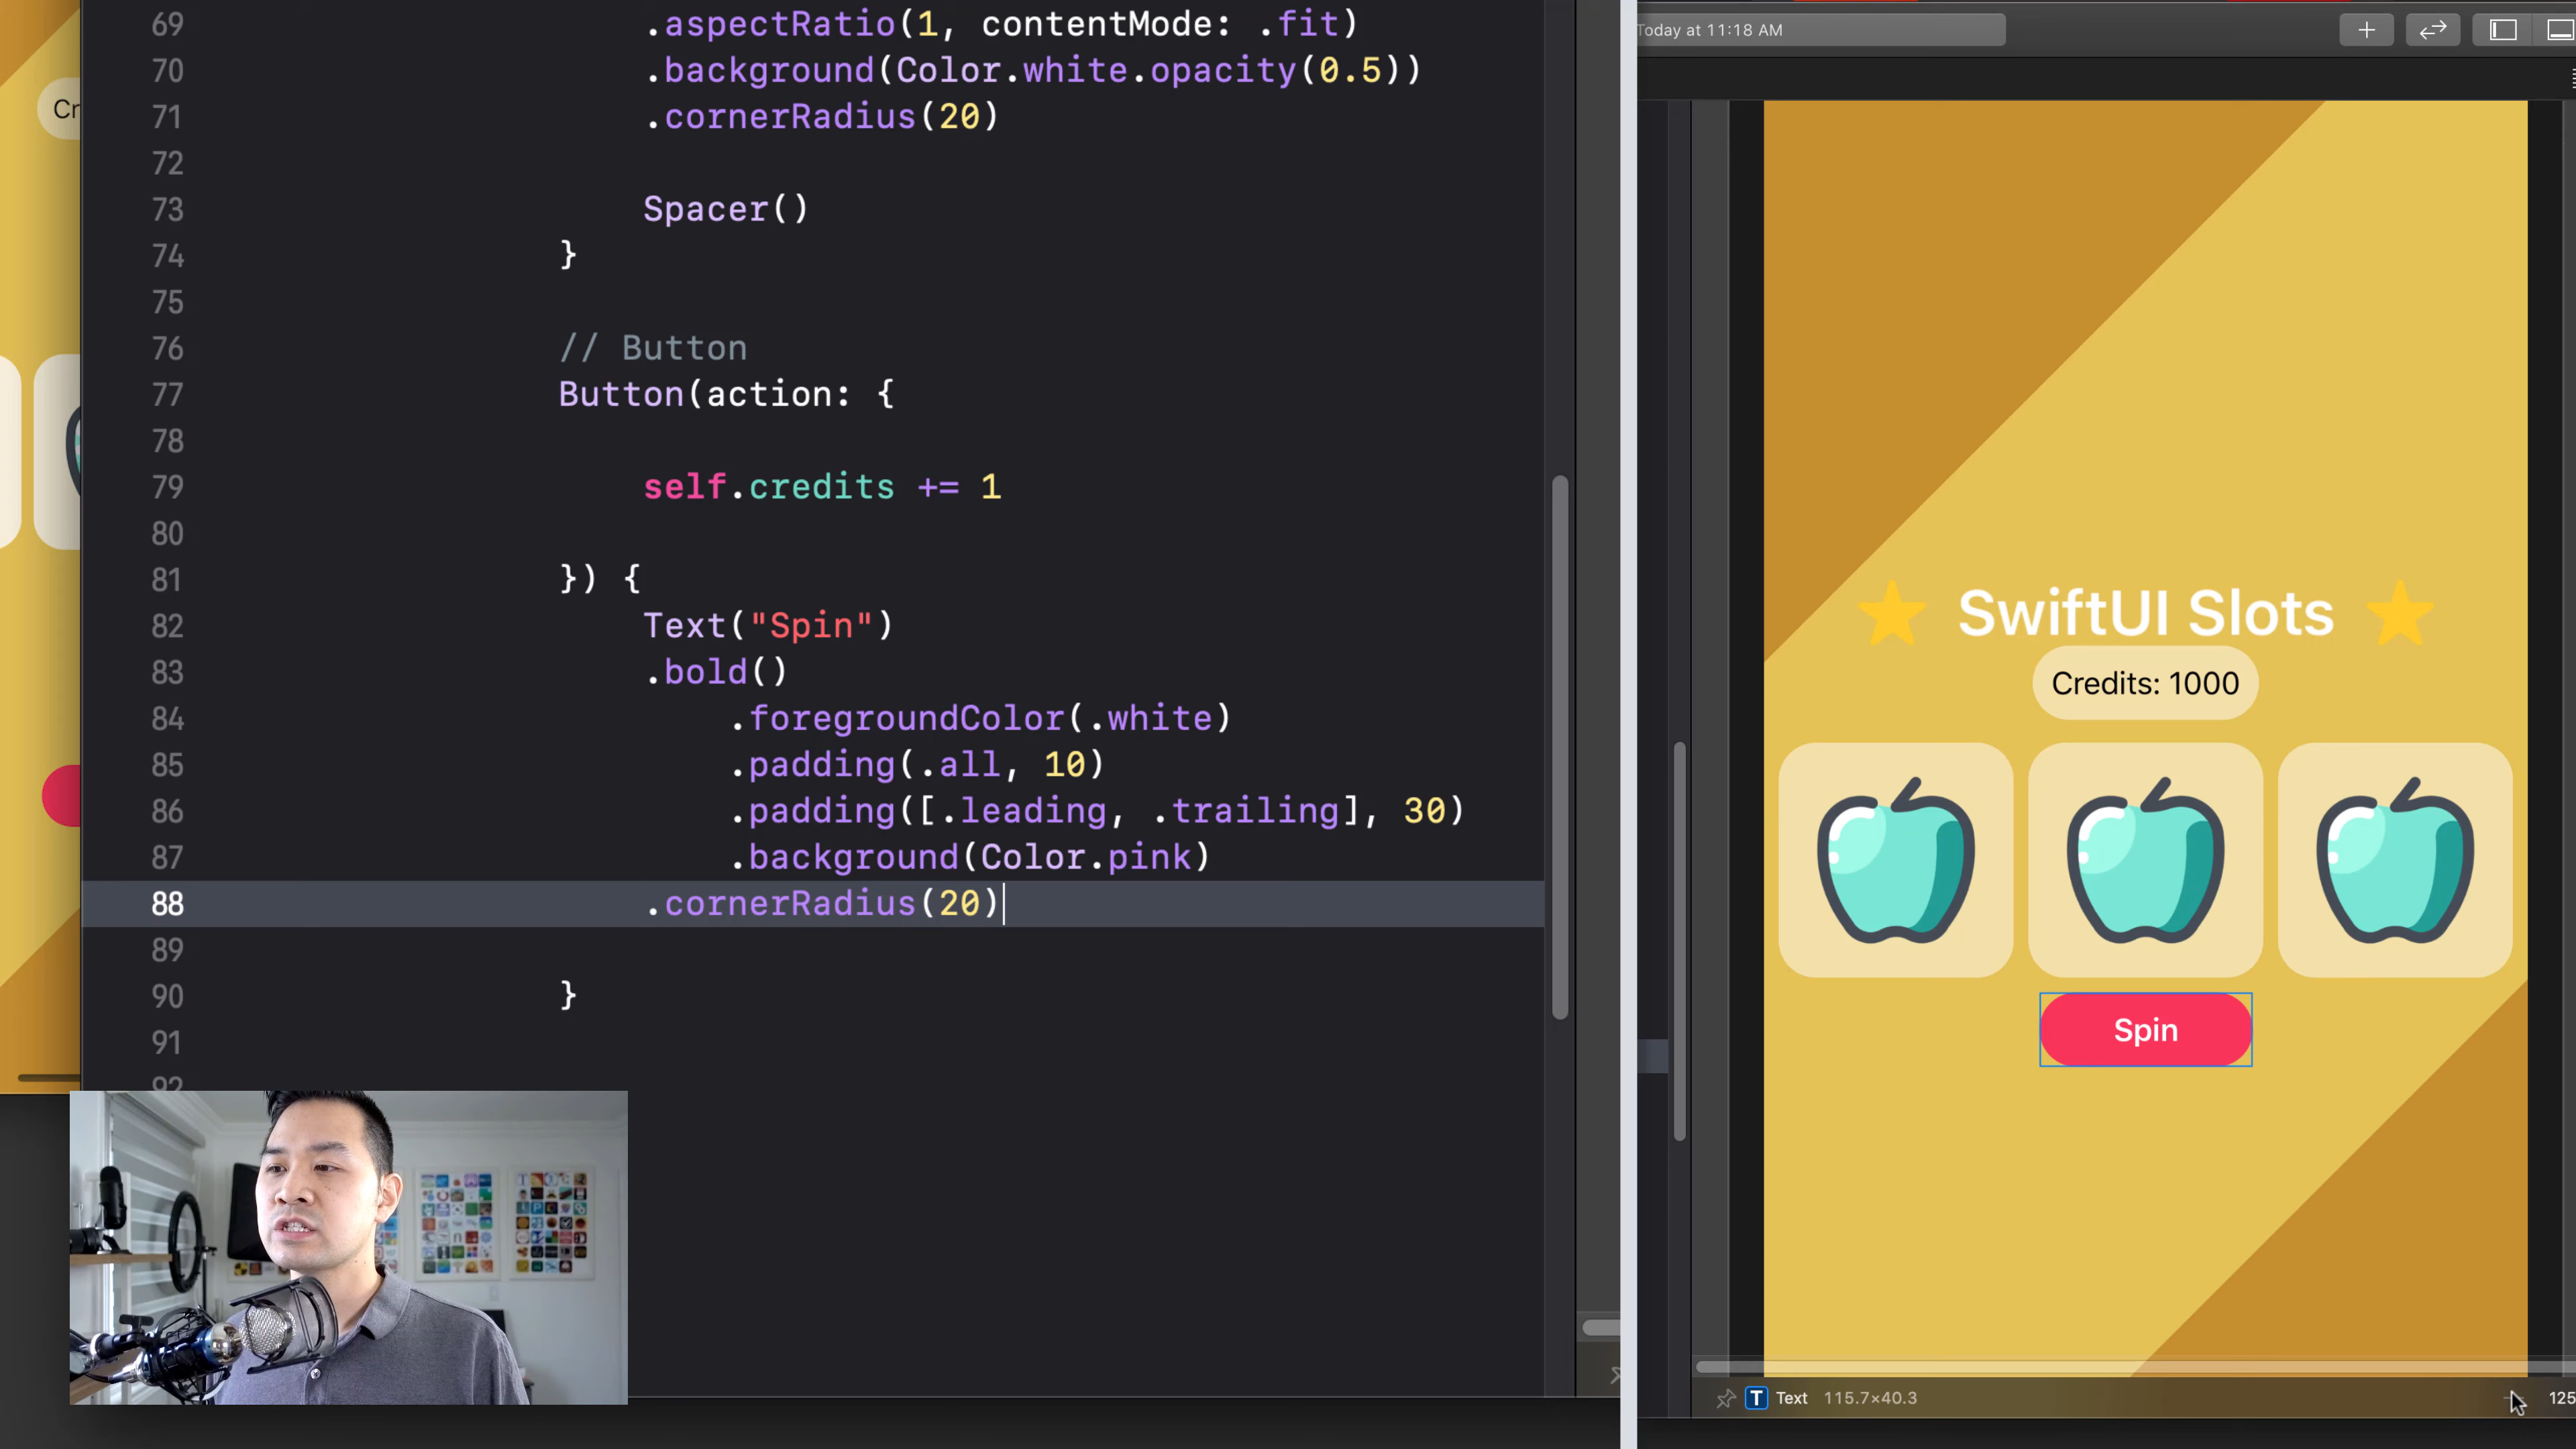 Cr
69 .aspectRatio(1, contentMode: .fit)
70 .background(Color.white.opacity(0.5))
71 .cornerRadius(20)
72
73 Spacer()
74 }
75
76 // Button
77 Button(action: {
78
79 self.credits += 1
80
81 }) {
82 Text("Spin")
83 .bold()
84 .foregroundColor(.white)
85 .padding(.all, 10)
86 .padding([.leading, .trailing], 30)
87 .background(Color.pink)
88 .cornerRadius(20)
89
90 }
91
92
Today at 11:18 AM
SwiftUI Slots
Credits: 1000
Spin
T Text 115.7×40.3
125